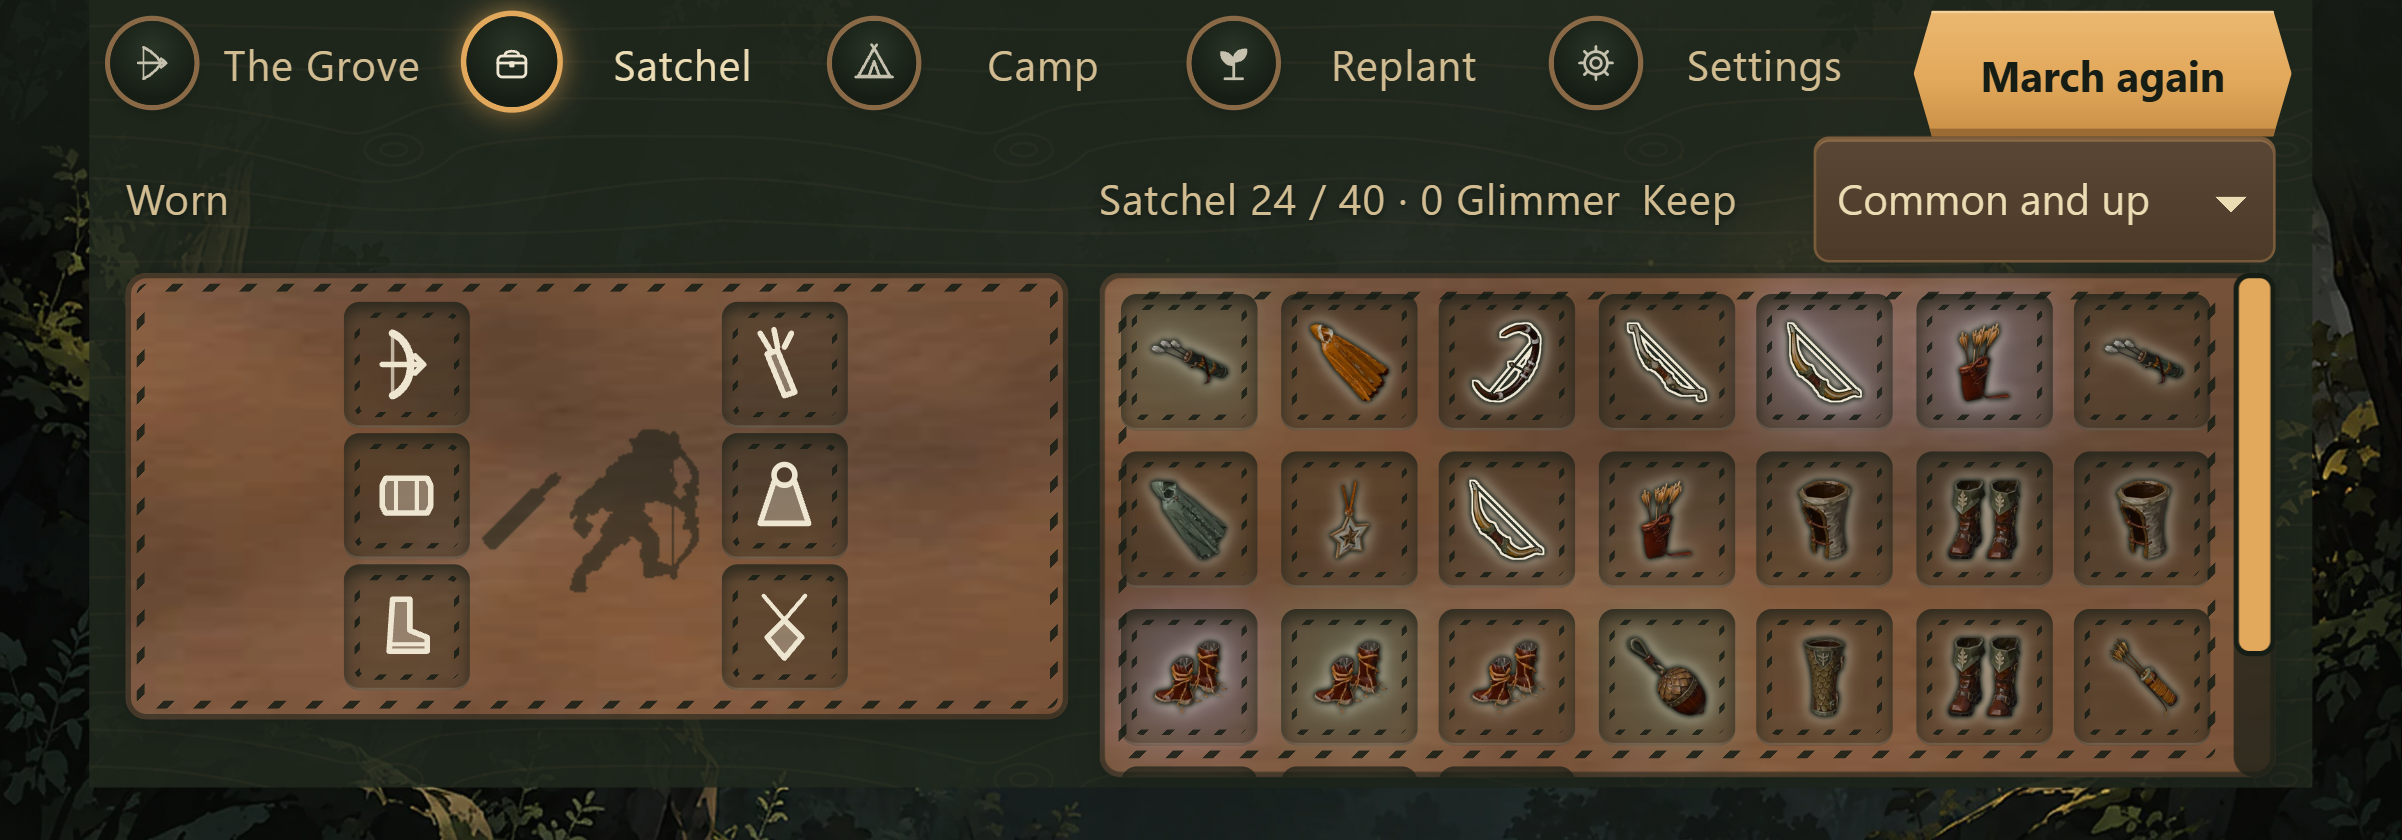 The Grove Satchel Camp Replant Settings March again
Worn Satchel 24 / 40 · 0 Glimmer Keep Common and up